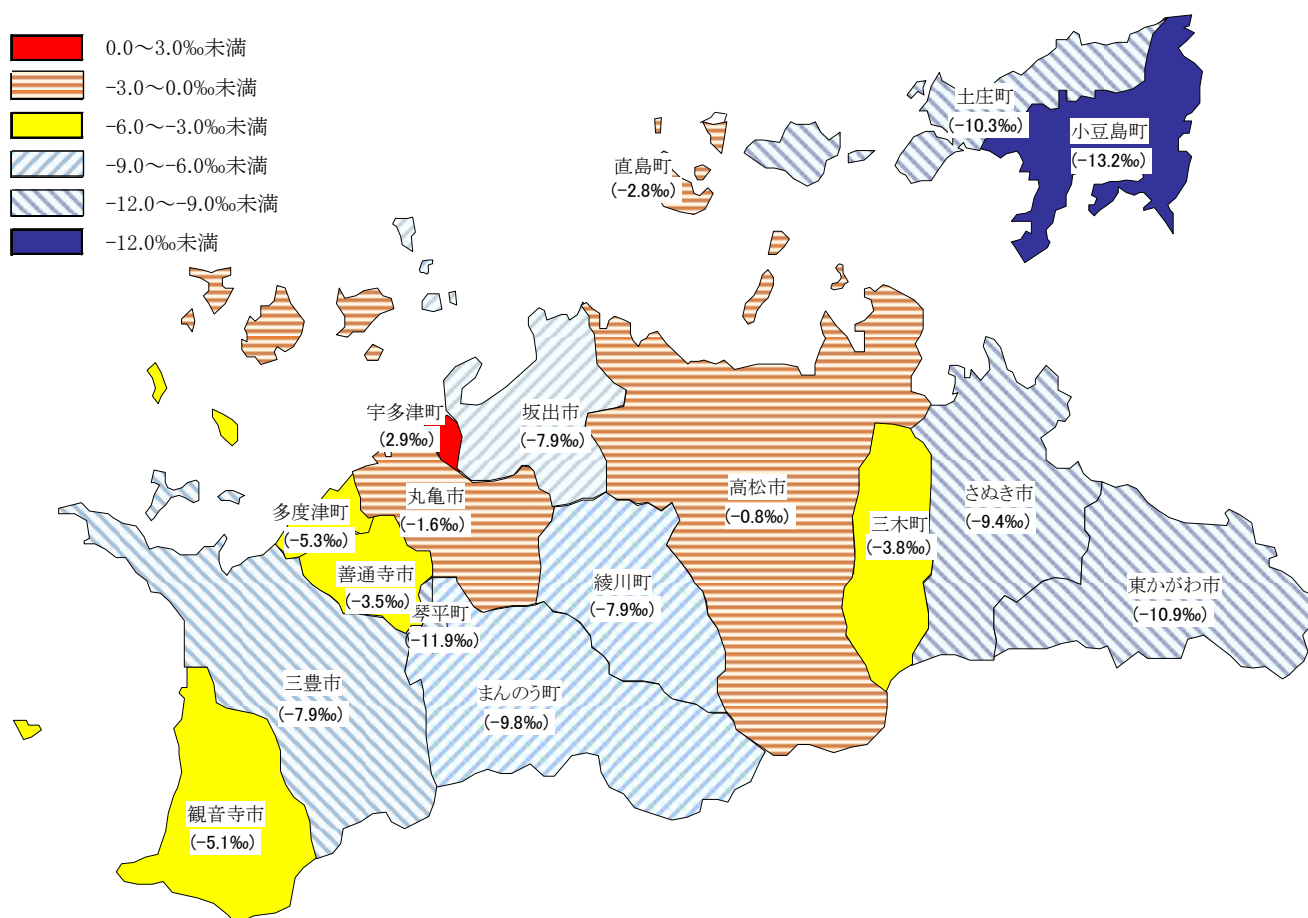 0.0～3.0‰未満
-3.0～0.0‰未満
-6.0～-3.0‰未満
-9.0～-6.0‰未満
-12.0～-9.0‰未満
-12.0‰未満
土庄町
(-10.3‰)
小豆島町
(-13.2‰)
直島町
(-2.8‰)
宇多津町
(2.9‰)
坂出市
(-7.9‰)
丸亀市
(-1.6‰)
高松市
(-0.8‰)
さぬき市
(-9.4‰)
多度津町
(-5.3‰)
三木町
(-3.8‰)
善通寺市
(-3.5‰)
綾川町
(-7.9‰)
東かがわ市
(-10.9‰)
琴平町
(-11.9‰)
三豊市
(-7.9‰)
まんのう町
(-9.8‰)
観音寺市
(-5.1‰)